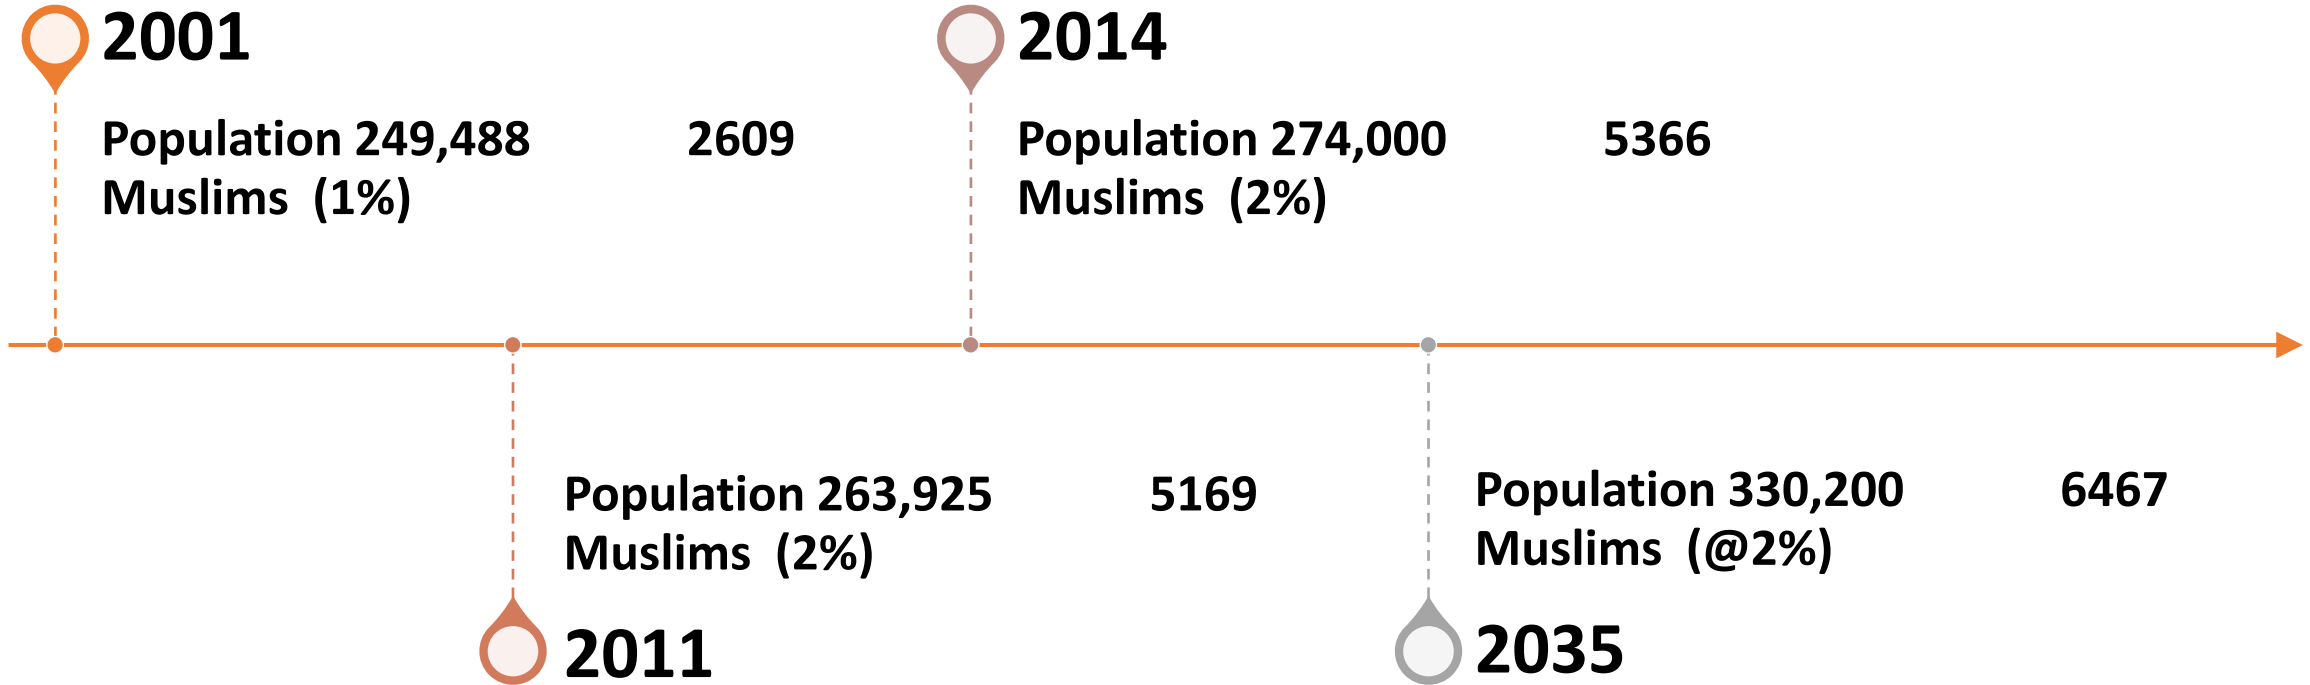 2001
Population 249,488 2609
Muslims (1%)
2011
Population 263,925 5169
Muslims (2%)
2014
Population 274,000 5366
Muslims (2%)
2035
Population 330,200 6467
Muslims (@2%)